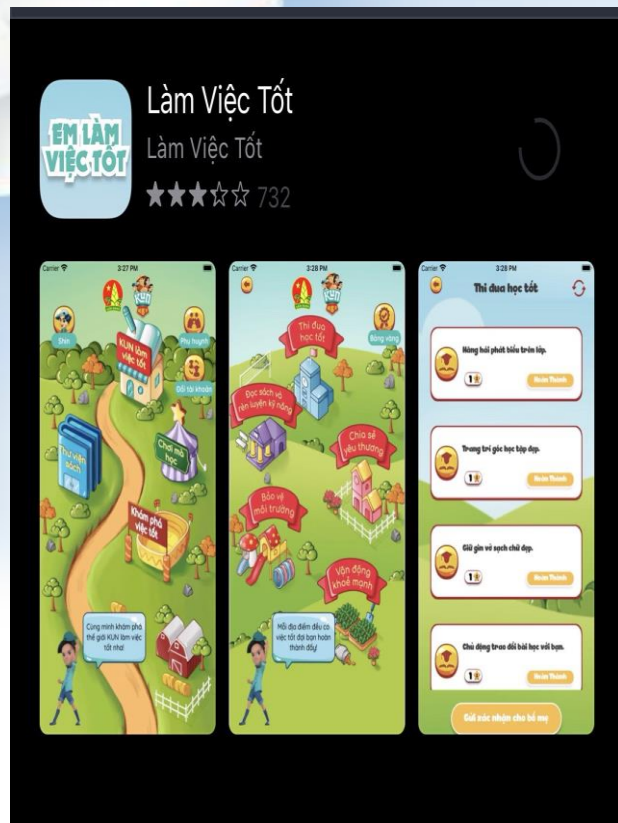 EM LÀM
VIỆC TỐT
Làm Việc Tốt
Làm Việc Tốt
732
Carrier
3:27 PM
KUN
Shin
KUN làm
việc tốt
Phụ huynh
Đổi tài khoản
Thư viện
sách
Chơi mà
học
Khám phá
việc tốt
Cùng mình khám phá
thế giới KUN làm việc
tốt nha!
Carrier
3:28 PM
KUN
Thi đua
học tốt
Bảng vàng
Đọc sách và
rèn luyện kỹ năng
Chia sẻ
yêu thương
Bảo vệ
môi trường
Vận động
khoẻ mạnh
Mỗi địa điểm đều có
việc tốt đợi bạn hoàn
thành đấy!
Carrier
3:28 PM
Thi đua học tốt
Hăng hái phát biểu trên lớp.
1
Hoàn Thành
Trang trí góc học tập đẹp.
1
Hoàn Thành
Giữ gìn vở sạch chữ đẹp.
1
Hoàn Thành
Chủ động trao đổi bài học với bạn.
1
Hoàn Thành
Gửi xác nhận cho bố mẹ